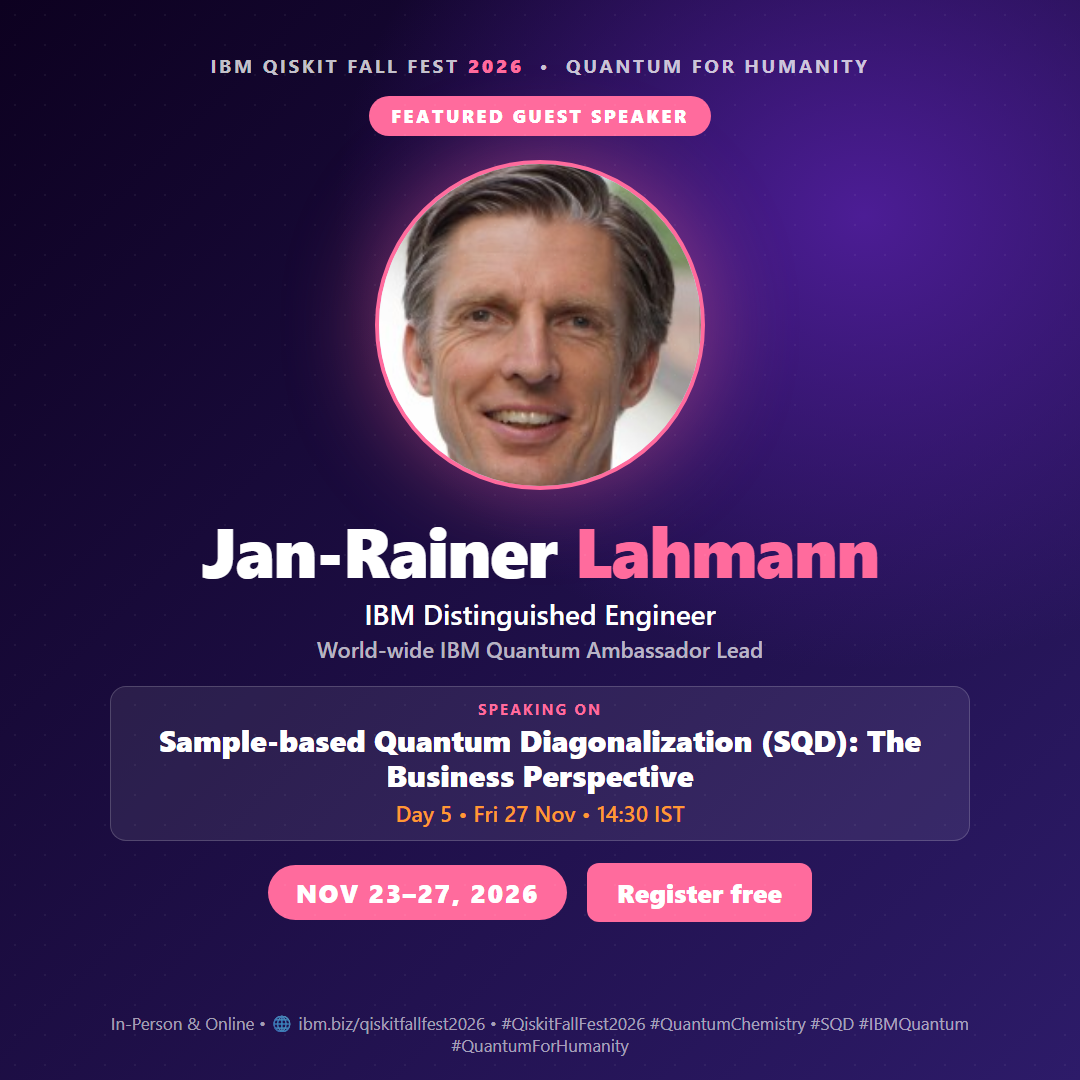 IBM QISKIT FALL FEST 2026 • QUANTUM FOR HUMANITY
FEATURED GUEST SPEAKER
Jan-Rainer Lahmann
IBM Distinguished Engineer
World-wide IBM Quantum Ambassador Lead
SPEAKING ON
Sample-based Quantum Diagonalization (SQD): The
Business Perspective
Day 5 • Fri 27 Nov • 14:30 IST
NOV 23–27, 2026
Register free
In-Person & Online • 🌐 ibm.biz/qiskitfallfest2026 • #QiskitFallFest2026 #QuantumChemistry #SQD #IBMQuantum
#QuantumForHumanity